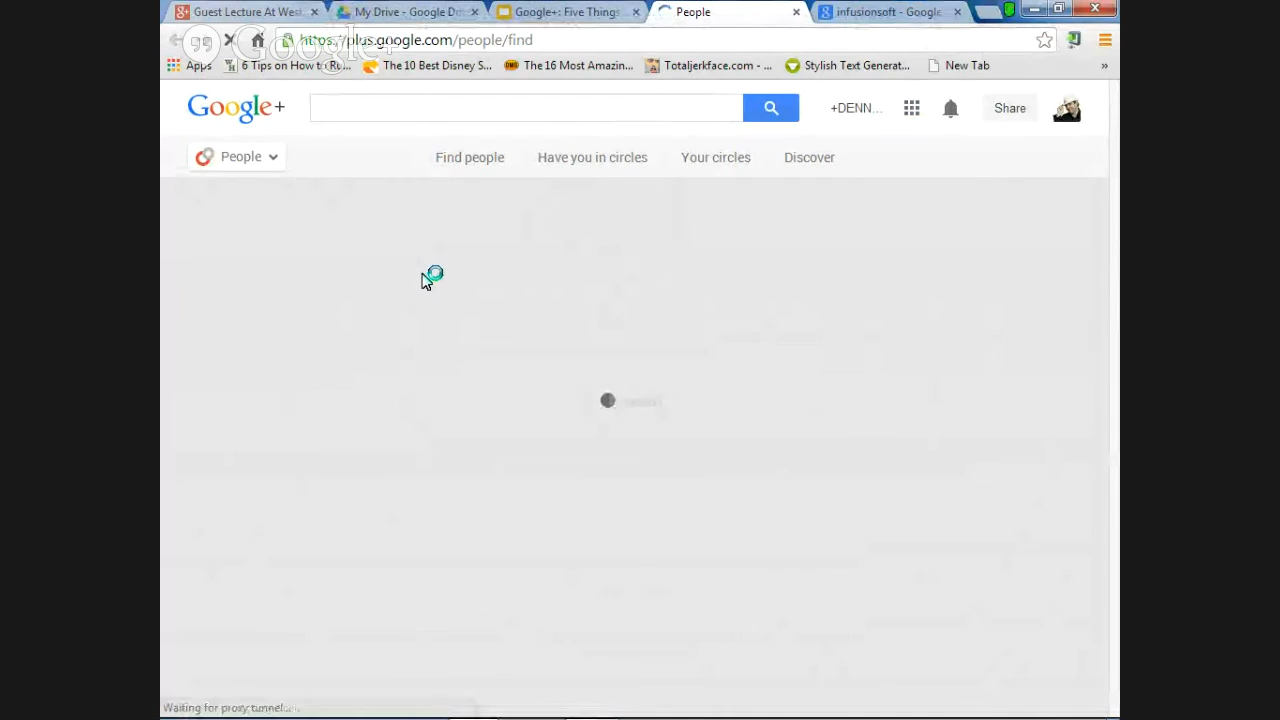 Guest Lecture At Wes
My Drive - Google Do
Google+: Five Things
People
infusionsoft - Google
https://plus.google.com/people/find
Google+
Apps
6 Tips on How to Ru...
The 10 Best Disney S...
The 16 Most Amazin...
Totaljerkface.com - ...
Stylish Text Generat...
New Tab
»
Google+
+DENN...
Share
People
Find people
Have you in circles
Your circles
Discover
Waiting for proxy tunnel...